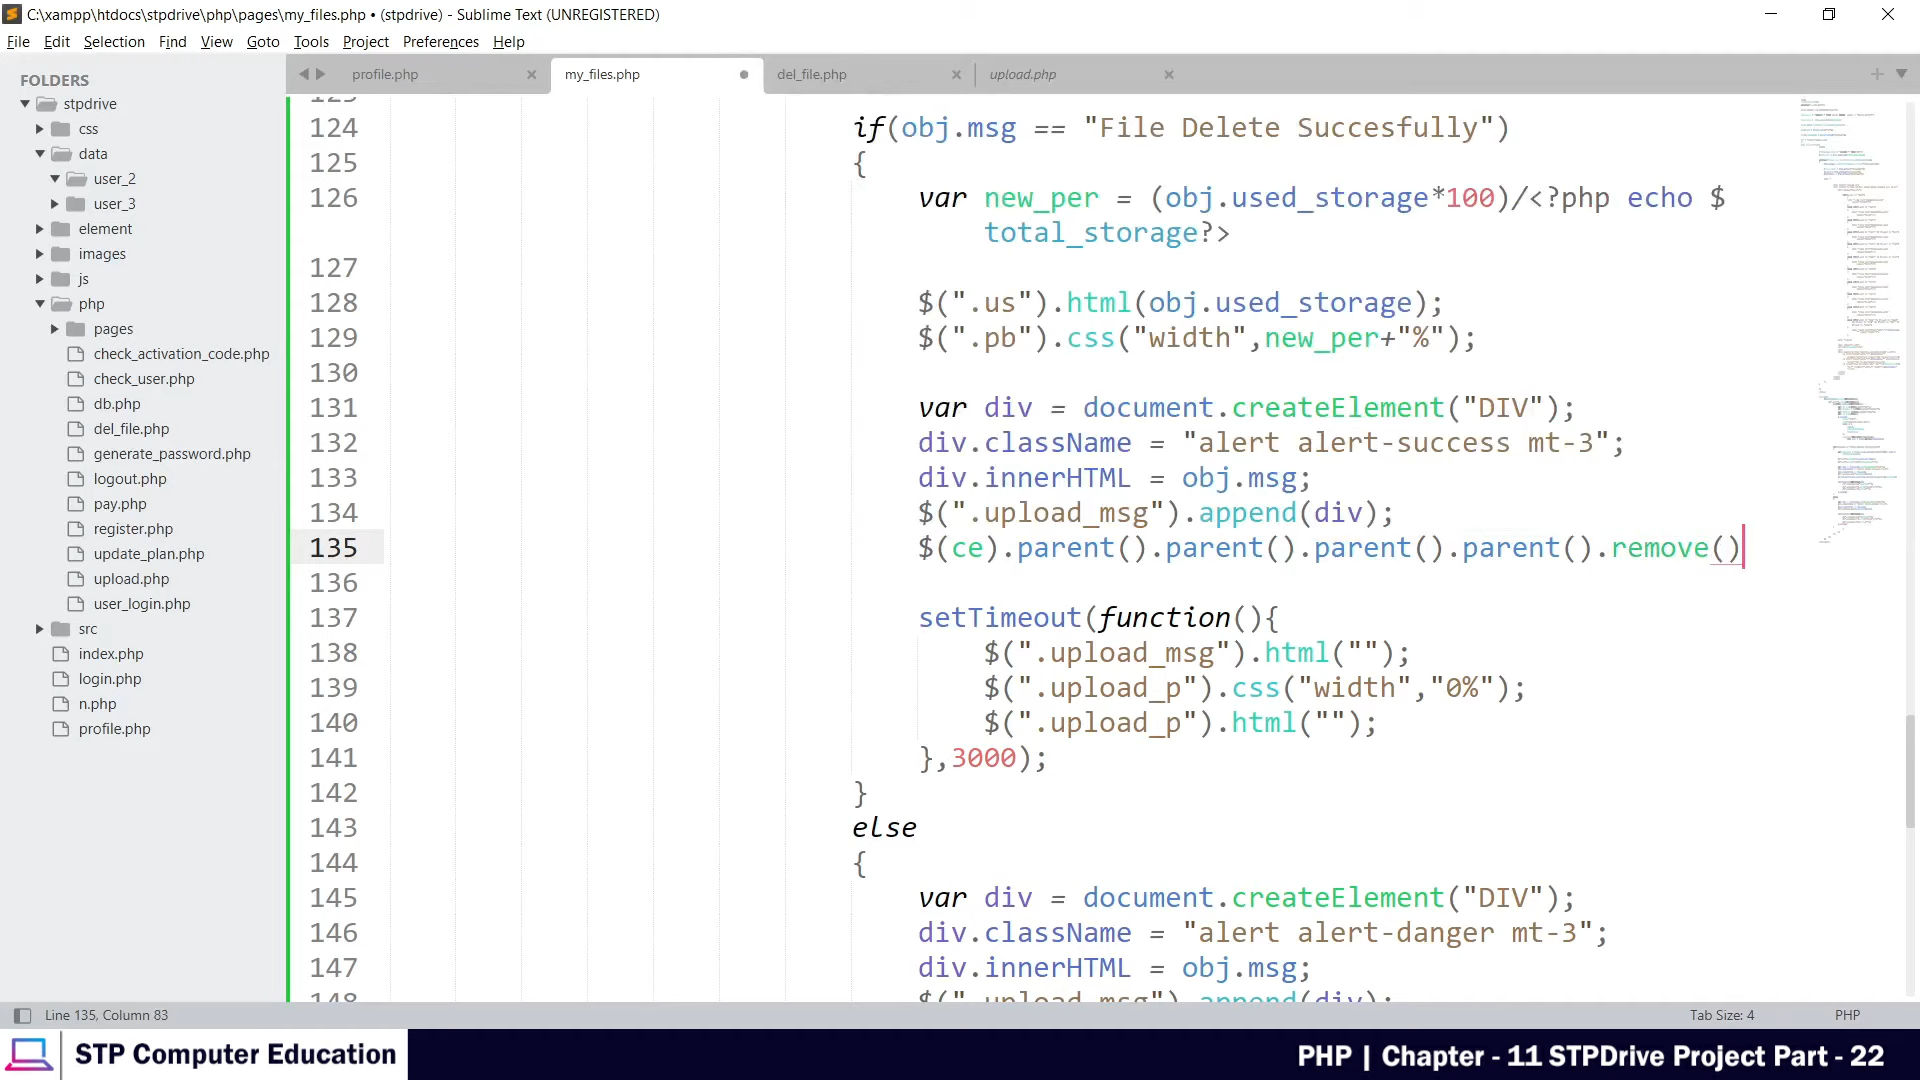 C:\xampp\htdocs\stpdrive\php\pages\my_files.php • (stpdrive) - Sublime Text (UNREGISTERED)
File Edit Selection Find View Goto Tools Project Preferences Help
FOLDERS
stpdrive
css
data
user_2
user_3
element
images
js
php
pages
check_activation_code.php
check_user.php
db.php
del_file.php
generate_password.php
logout.php
pay.php
register.php
update_plan.php
upload.php
user_login.php
src
index.php
login.php
n.php
profile.php
profile.php my_files.php del_file.php upload.php
124 if(obj.msg == "File Delete Succesfully")
125 {
126 var new_per = (obj.used_storage*100)/<?php echo $
total_storage?>
127
128 $(".us").html(obj.used_storage);
129 $(".pb").css("width",new_per+"%");
130
131 var div = document.createElement("DIV");
132 div.className = "alert alert-success mt-3";
133 div.innerHTML = obj.msg;
134 $(".upload_msg").append(div);
135 $(ce).parent().parent().parent().parent().remove()
136
137 setTimeout(function(){
138 $(".upload_msg").html("");
139 $(".upload_p").css("width","0%");
140 $(".upload_p").html("");
141 },3000);
142 }
143 else
144 {
145 var div = document.createElement("DIV");
146 div.className = "alert alert-danger mt-3";
147 div.innerHTML = obj.msg;
148 $(".upload_msg").append(div);
Line 135, Column 83
Tab Size: 4 PHP
STP Computer Education
PHP | Chapter - 11 STPDrive Project Part - 22